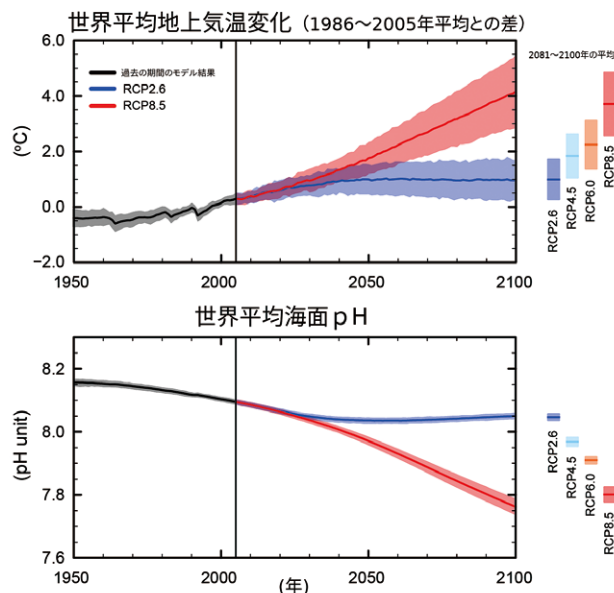 世界平均地上気温変化（1986～2005年平均との差）
2081～2100年の平均
6.0
4.0
2.0
0.0
−2.0
(°C)
過去の期間のモデル結果
RCP2.6
RCP8.5
1950
2000
2050
2100
RCP2.6
RCP4.5
RCP6.0
RCP8.5
世界平均海面pH
8.2
8.0
7.8
7.6
(pH unit)
1950
2000
2050
2100
(年)
RCP2.6
RCP4.5
RCP6.0
RCP8.5